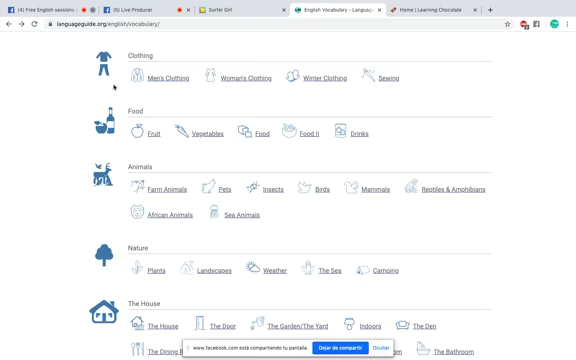 (4) Free English sessions
(5) Live Producer
Surfer Girl
English Vocabulary - Languag
Home | Learning Chocolate
languageguide.org/english/vocabulary/
Clothing
Men's Clothing Woman's Clothing Winter Clothing Sewing
Food
Fruit Vegetables Food Food II Drinks
Animals
Farm Animals Pets Insects Birds Mammals Reptiles & Amphibians
African Animals Sea Animals
Nature
Plants Landscapes Weather The Sea Camping
The House
The House The Door The Garden/The Yard Indoors The Den
The Dining The Bedroom
www.facebook.com está compartiendo tu pantalla. Dejar de compartir Ocultar